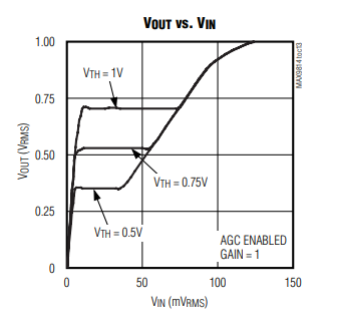 VOUT vs. VIN
1.00
0.75
0.50
0.25
0
VOUT (VRMS)
VTH = 1V
VTH = 0.75V
VTH = 0.5V
AGC ENABLED
GAIN = 1
MAX9814 toc13
0 50 100 150
VIN (mVRMS)